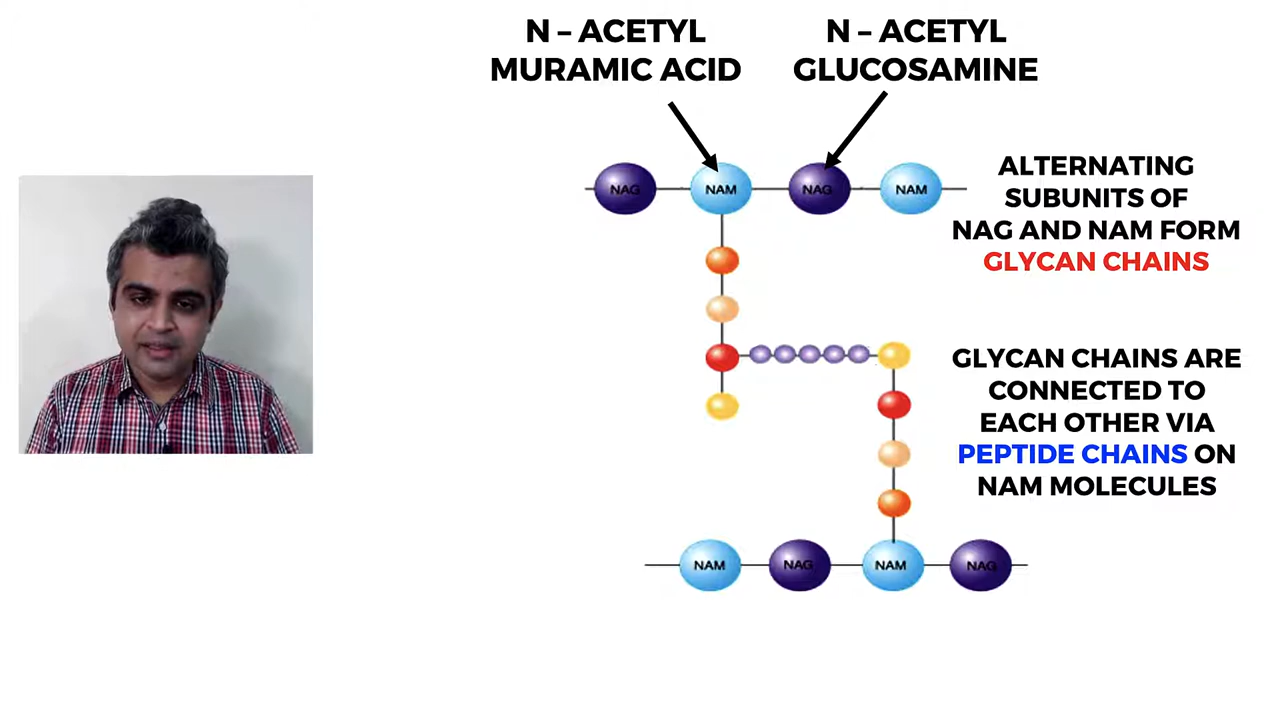 N – ACETYL
MURAMIC ACID
N – ACETYL
GLUCOSAMINE
NAG NAM NAG NAM
ALTERNATING
SUBUNITS OF
NAG AND NAM FORM
GLYCAN CHAINS
GLYCAN CHAINS ARE
CONNECTED TO
EACH OTHER VIA
PEPTIDE CHAINS ON
NAM MOLECULES
NAM NAG NAM NAG